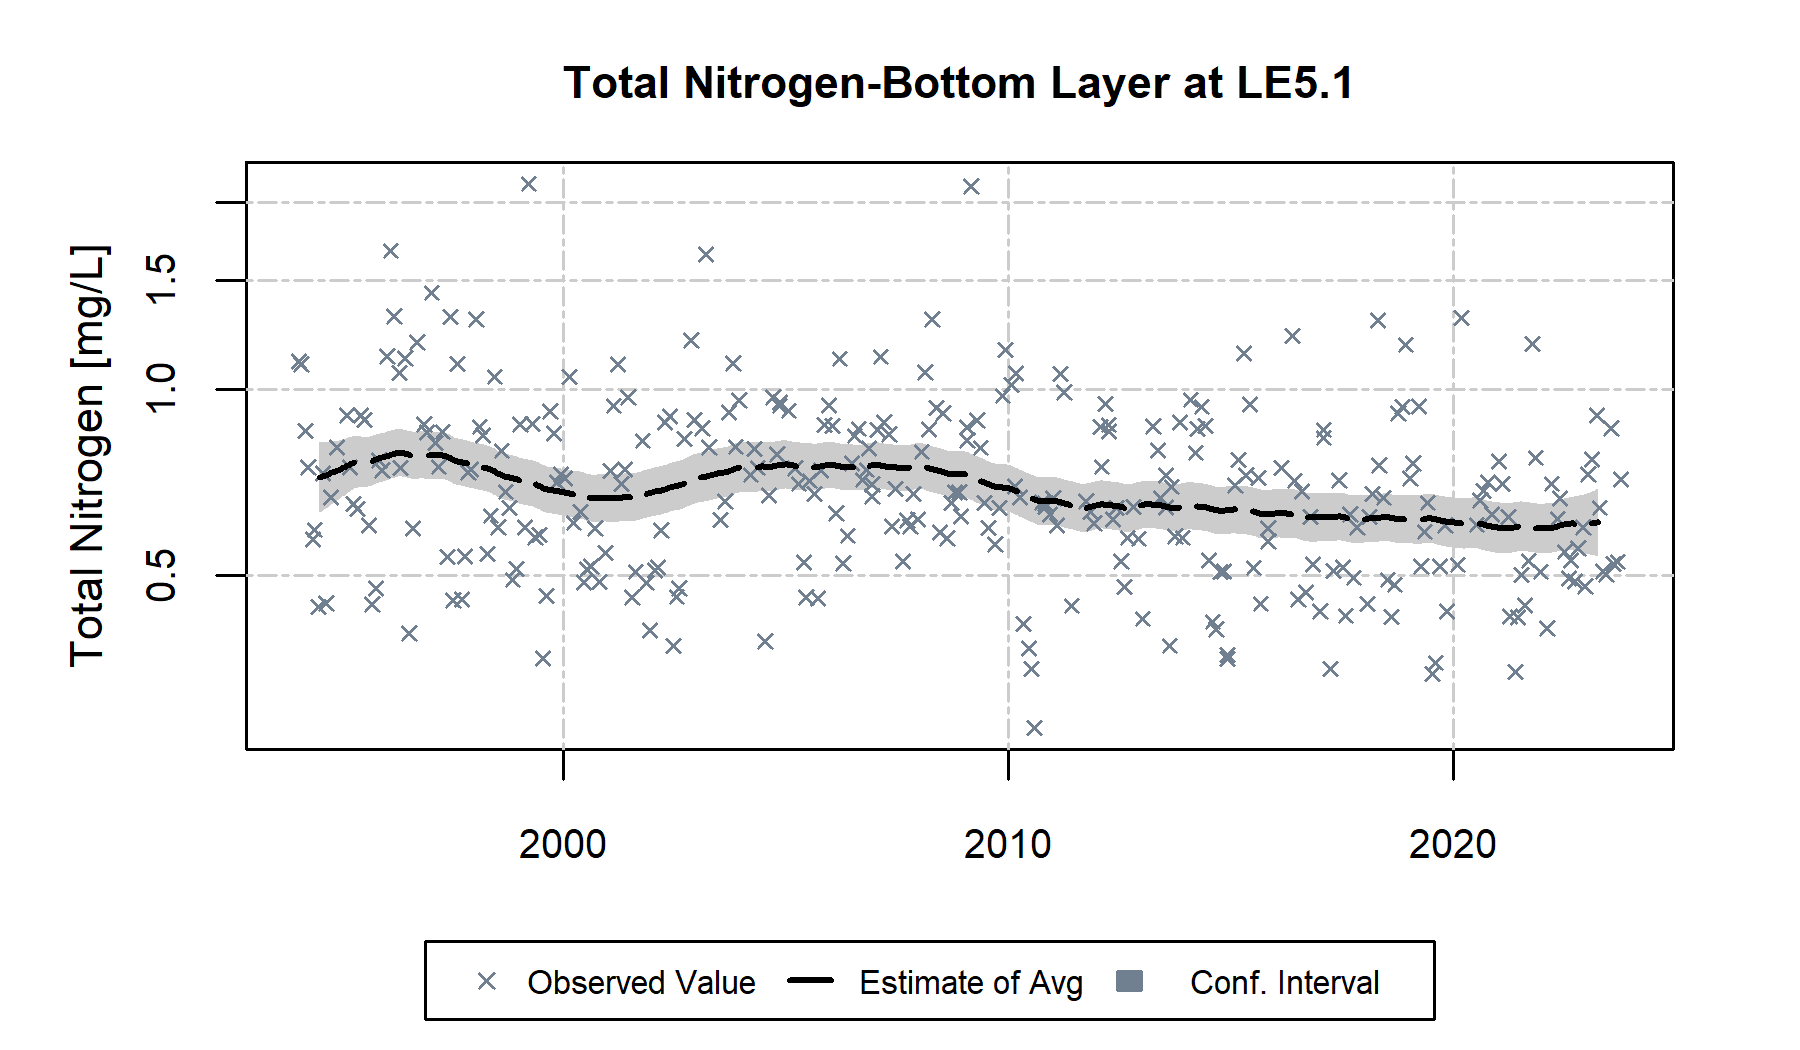 Total Nitrogen-Bottom Layer at LE5.1
Total Nitrogen [mg/L]
1.5
1.0
0.5
2000 2010 2020
Observed Value Estimate of Avg Conf. Interval